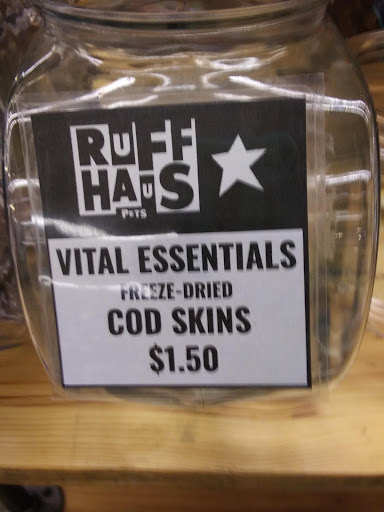 RUFF
HAUS
PETS
VITAL ESSENTIALS
FREEZE-DRIED
COD SKINS
$1.50